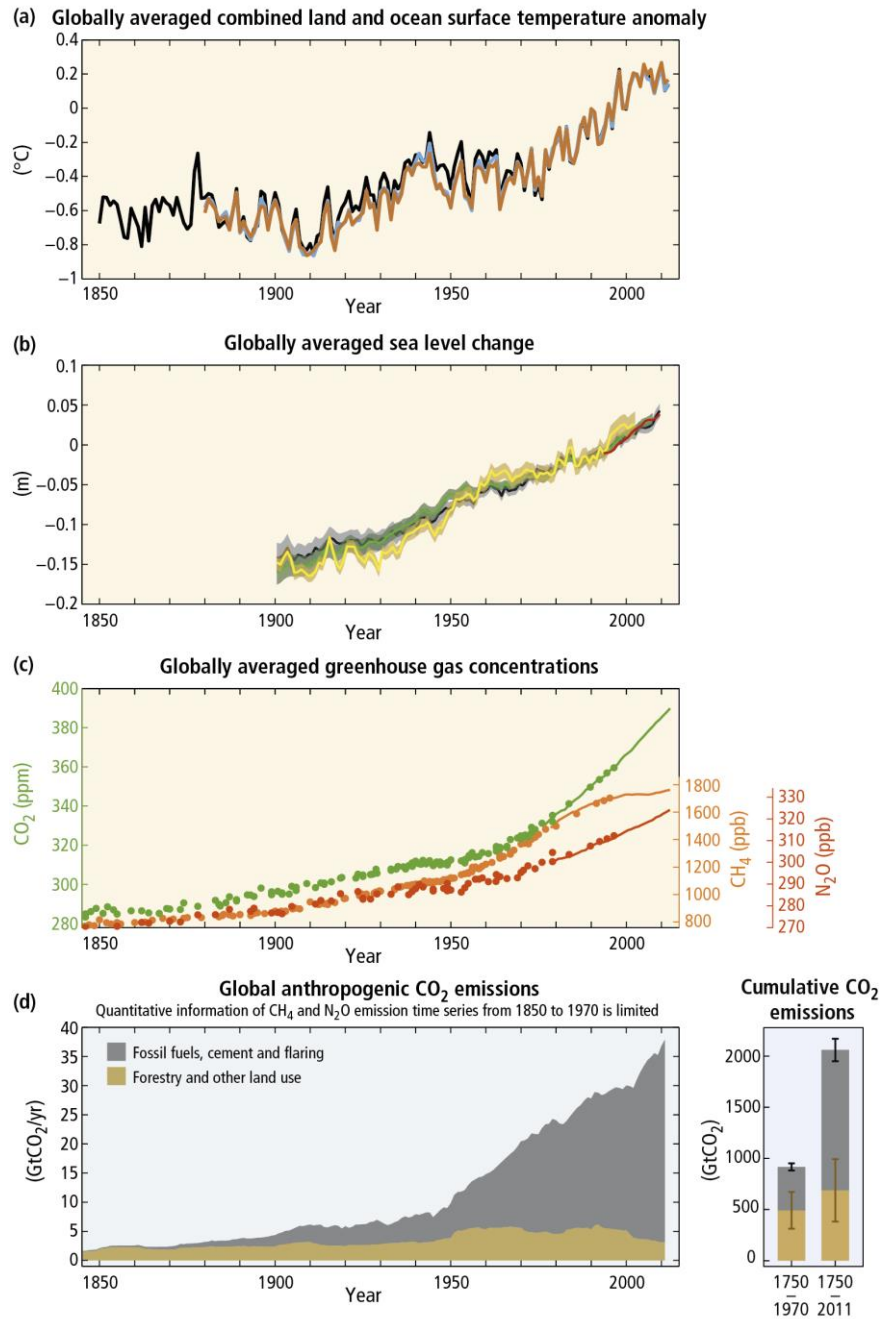 (a) Globally averaged combined land and ocean surface temperature anomaly
0.4
0.2
0
−0.2
−0.4
−0.6
−0.8
−1
(°C)
1850 1900 1950 2000
Year
(b) Globally averaged sea level change
0.1
0.05
0
−0.05
−0.1
−0.15
−0.2
(m)
1850 1900 1950 2000
Year
(c) Globally averaged greenhouse gas concentrations
400
380
360
340
320
300
280
CO₂ (ppm)
1800
1600
1400
1200
1000
800
CH₄ (ppb)
330
320
310
300
290
280
270
N₂O (ppb)
1850 1900 1950 2000
Year
(d) Global anthropogenic CO₂ emissions
Quantitative information of CH₄ and N₂O emission time series from 1850 to 1970 is limited
40
35
30
25
20
15
10
5
0
(GtCO₂/yr)
Fossil fuels, cement and flaring
Forestry and other land use
1850 1900 1950 2000
Year
Cumulative CO₂
emissions
2000
1500
1000
500
0
(GtCO₂)
1750 1750
– –
1970 2011